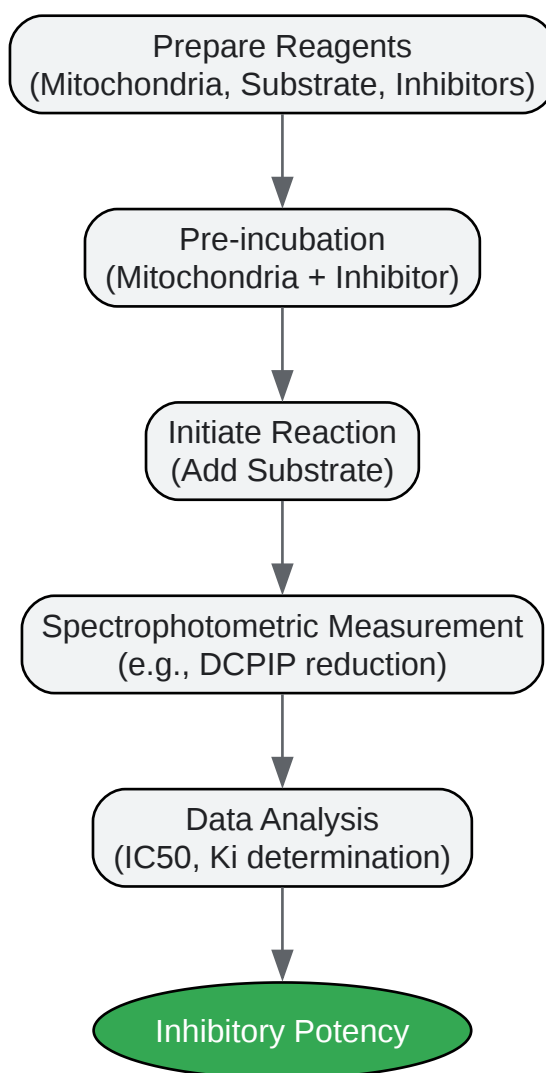 Prepare Reagents
(Mitochondria, Substrate, Inhibitors)
Pre-incubation
(Mitochondria + Inhibitor)
Initiate Reaction
(Add Substrate)
Spectrophotometric Measurement
(e.g., DCPIP reduction)
Data Analysis
(IC50, Ki determination)
Inhibitory Potency